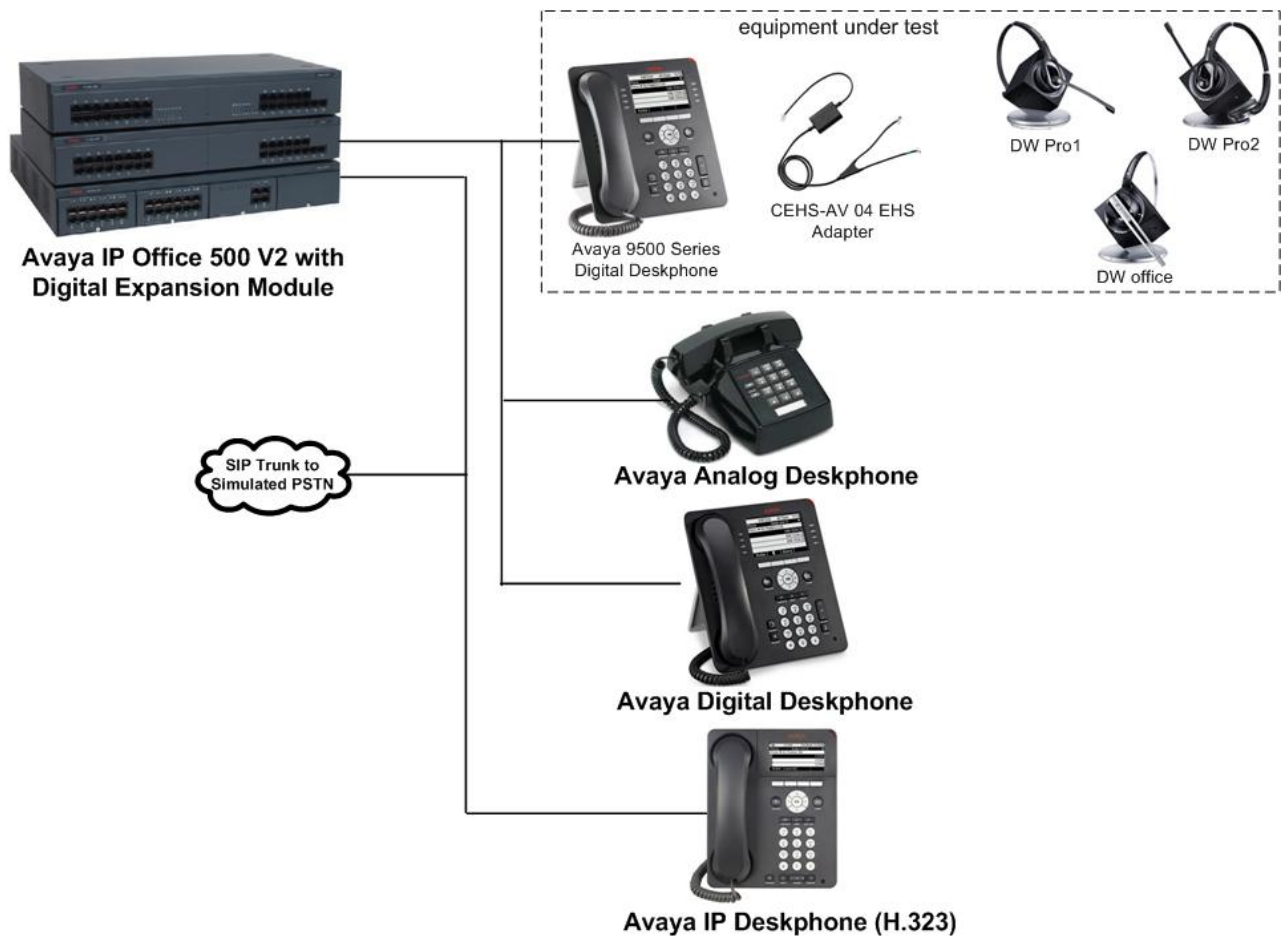 equipment under test
DW Pro1
DW Pro2
CEHS-AV 04 EHS
Adapter
Avaya 9500 Series
Digital Deskphone
DW office
Avaya IP Office 500 V2 with
Digital Expansion Module
Avaya Analog Deskphone
SIP Trunk to
Simulated PSTN
Avaya Digital Deskphone
Avaya IP Deskphone (H.323)